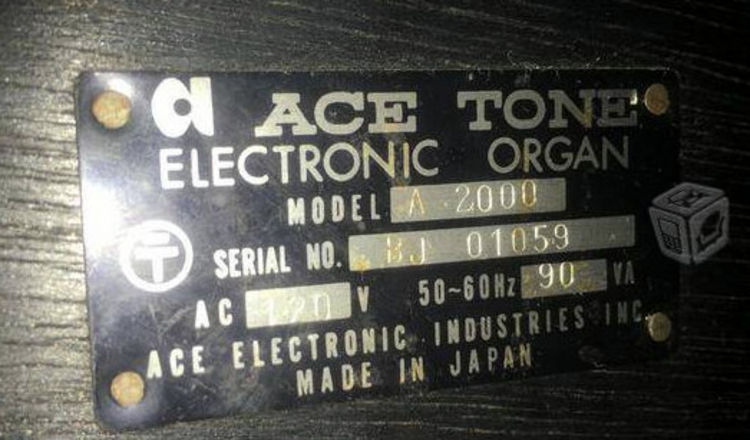 a ACE TONE
ELECTRONIC ORGAN
MODEL A-2000
SERIAL NO. BJ 01059
AC 120 V 50~60Hz 90 VA
ACE ELECTRONIC INDUSTRIES INC.
MADE IN JAPAN